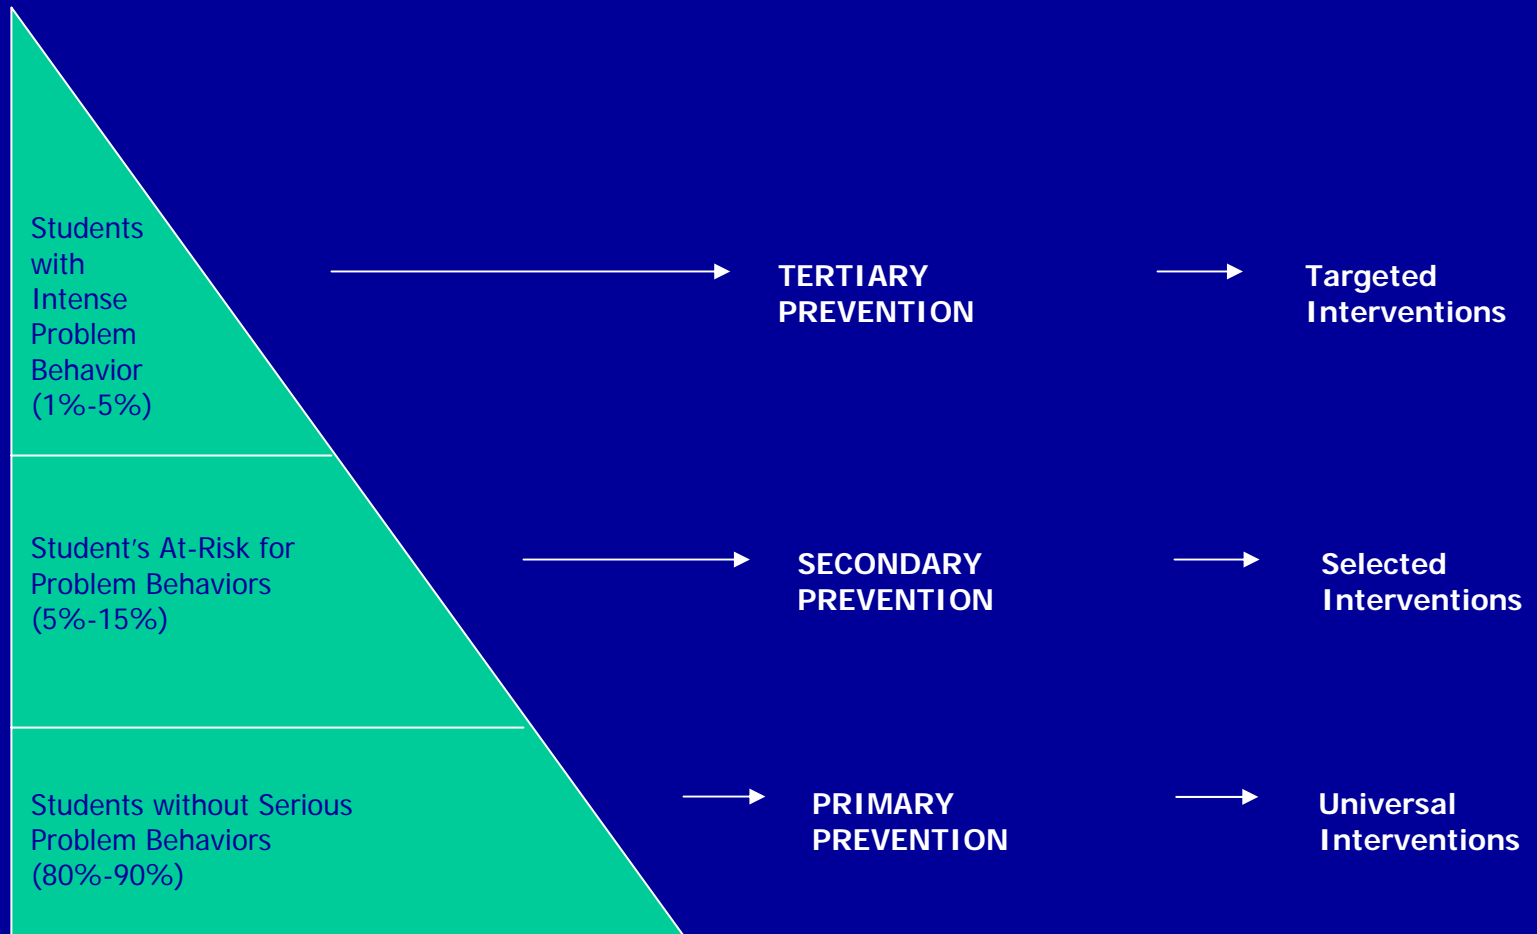 Students
with
Intense
Problem
Behavior
(1%-5%)
TERTIARY
PREVENTION
Targeted
Interventions
Student's At-Risk for
Problem Behaviors
(5%-15%)
SECONDARY
PREVENTION
Selected
Interventions
Students without Serious
Problem Behaviors
(80%-90%)
PRIMARY
PREVENTION
Universal
Interventions